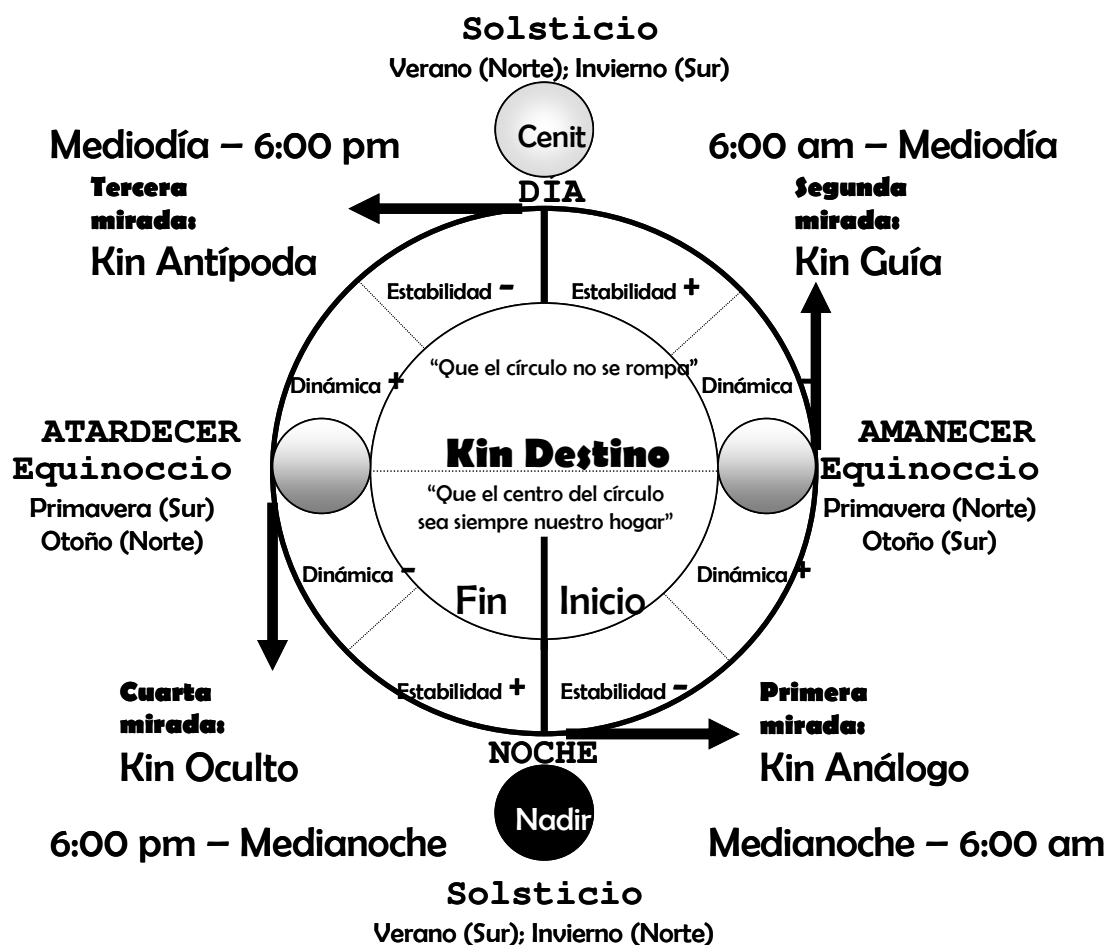 Solsticio
Verano (Norte); Invierno (Sur)
Cenit
Mediodía – 6:00 pm
6:00 am – Mediodía
Tercera
mirada:
Kin Antípoda
DÍA
Segunda
mirada:
Kin Guía
Estabilidad -
Estabilidad +
"Que el círculo no se rompa"
Dinámica +
Dinámica -
ATARDECER
Equinoccio
Primavera (Sur)
Otoño (Norte)
Kin Destino
"Que el centro del círculo
sea siempre nuestro hogar"
AMANECER
Equinoccio
Primavera (Norte)
Otoño (Sur)
Dinámica -
Dinámica +
Fin
Inicio
Estabilidad +
Estabilidad -
Cuarta
mirada:
Kin Oculto
NOCHE
Primera
mirada:
Kin Análogo
Nadir
6:00 pm – Medianoche
Medianoche – 6:00 am
Solsticio
Verano (Sur); Invierno (Norte)